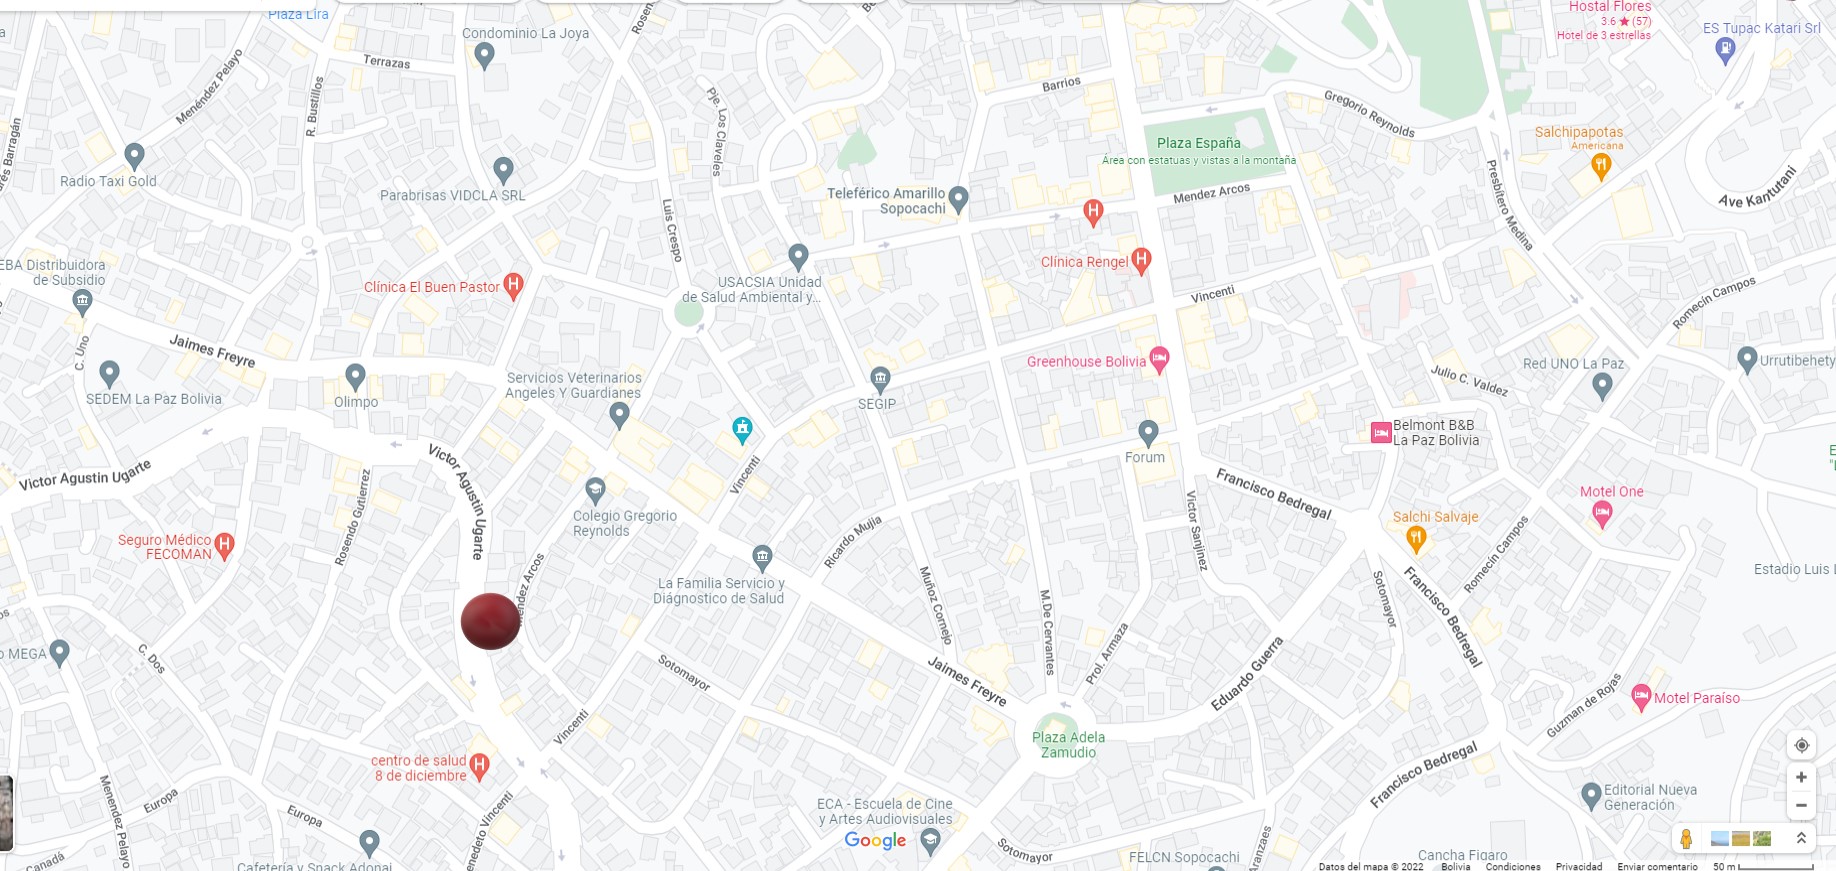 Plaza Lira
Condominio La Joya
Hostal Flores
3.6 ★ (57)
Hotel de 3 estrellas
ES Tupac Katari Srl
Terrazas
Menéndez Pelayo
R. Bustillos
Pje. Los Claveles
Barrios
Gregorio Reynolds
Plaza España
Área con estatuas y vistas a la montaña
Salchipapotas
Americana
Radio Taxi Gold
Parabrisas VIDCLA SRL
Teleférico Amarillo
Sopocachi
Mendez Arcos
Presbítero Medina
Ave Kantutani
Luis Crespo
EBA Distribuidora
de Subsidio
Clínica El Buen Pastor
USACSIA Unidad
de Salud Ambiental y...
Clínica Rengel
Vincenti
Romecín Campos
C. Uno
Jaimes Freyre
SEDEM La Paz Bolivia
Olimpo
Servicios Veterinarios
Angeles Y Guardianes
SEGIP
Greenhouse Bolivia
Julio C. Valdez
Red UNO La Paz
Urrutibehety
Belmont B&B
La Paz Bolivia
Forum
Victor Agustin Ugarte
Victor Agustin Ugarte
Rosendo Gutierrez
Vincenti
Francisco Bedregal
Victor Sanjinez
Motel One
Salchi Salvaje
Colegio Gregorio
Reynolds
Seguro Médico
FECOMAN
Ricardo Mujia
La Familia Servicio y
Diágnostico de Salud
Muñoz Cornejo
M.De Cervantes
Prol. Armaza
Sotomayor
Francisco Bedregal
Romecin Campos
MEGA
C. Dos
Sotomayor
Jaimes Freyre
Eduardo Guerra
Guzman de Rojas
Motel Paraíso
Vincenti
Plaza Adela
Zamudio
centro de salud
8 de diciembre
Francisco Bedregal
Europa
Europa
Menendez Pelayo
ECA - Escuela de Cine
y Artes Audiovisuales
Google
Editorial Nueva
Generación
Canadá
Cafetería y Snack Adonai
Sotomayor
FELCN Sopocachi
Cancha Fígaro
Datos del mapa © 2022 Bolivia Condiciones Privacidad Enviar comentario 50 m